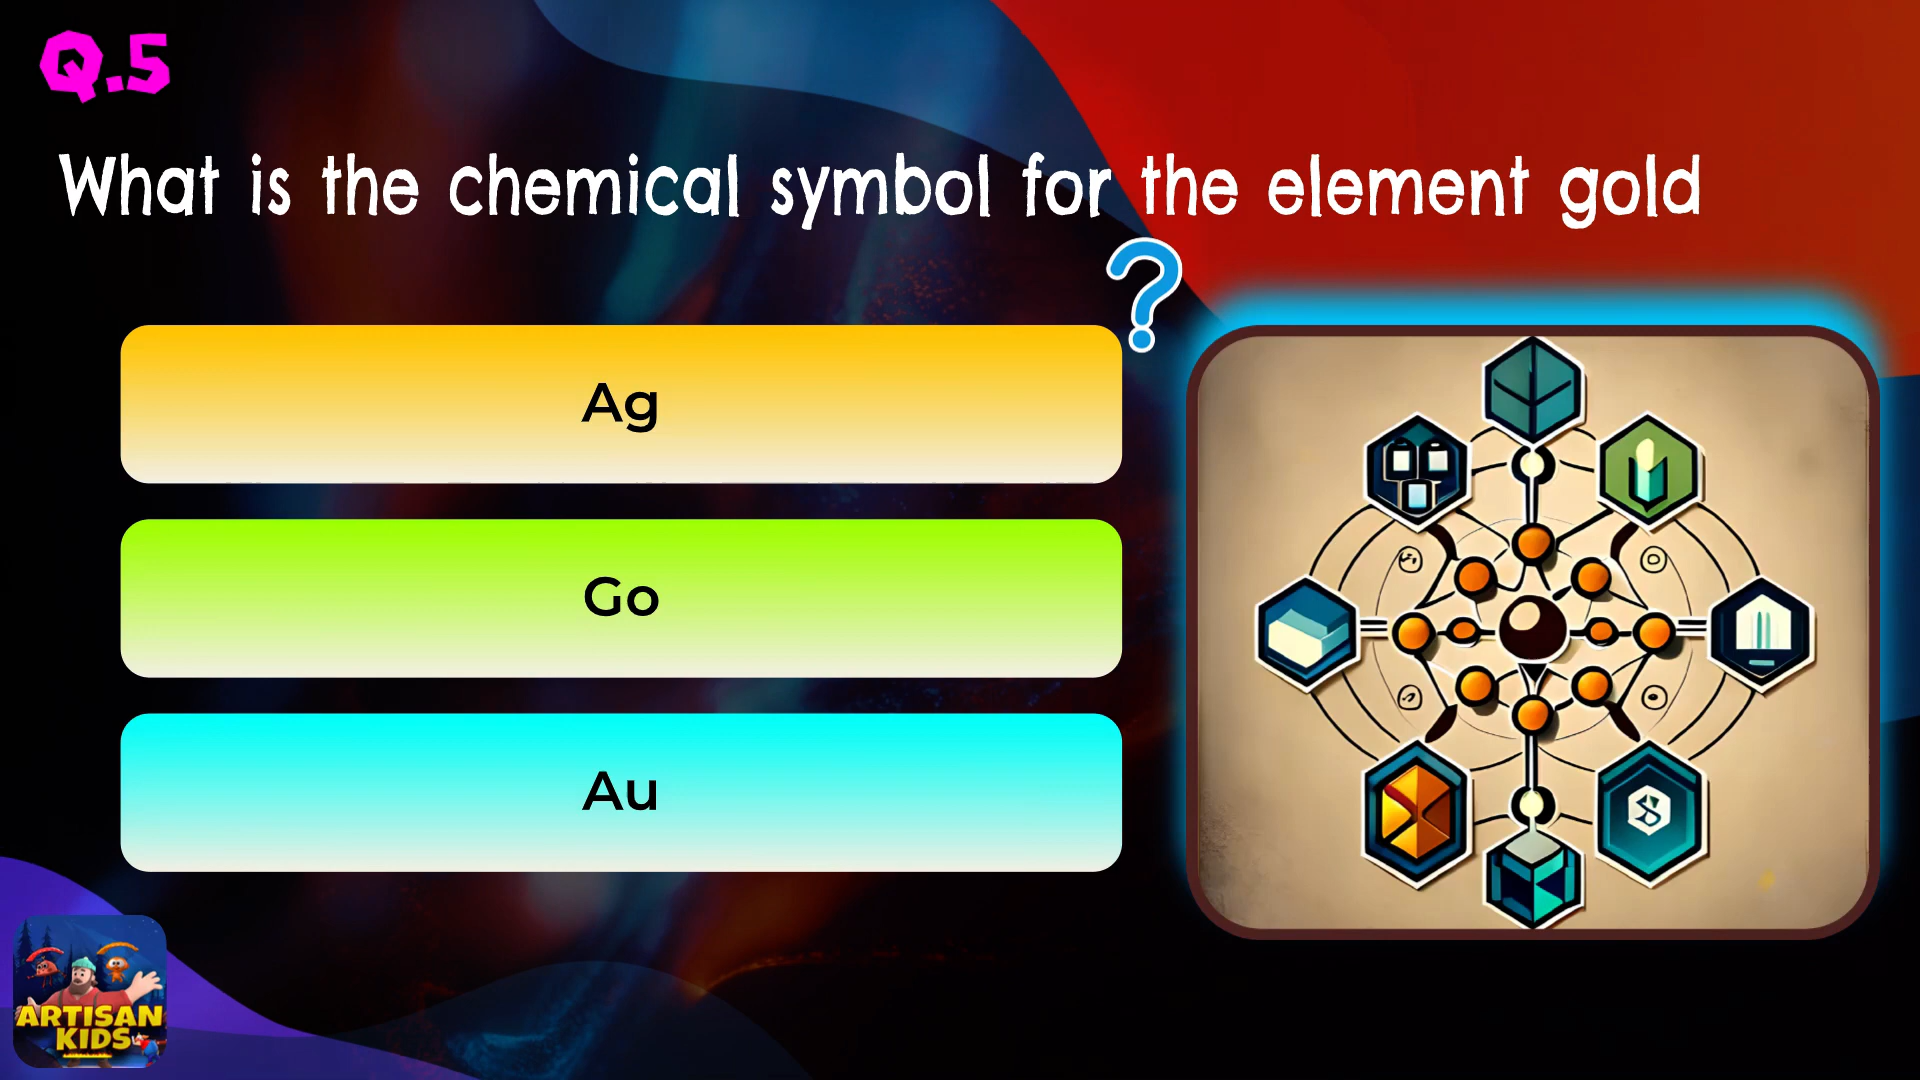 Q.5
What is the chemical symbol for the element gold
?
Ag
Go
Au
ARTISAN
KIDS